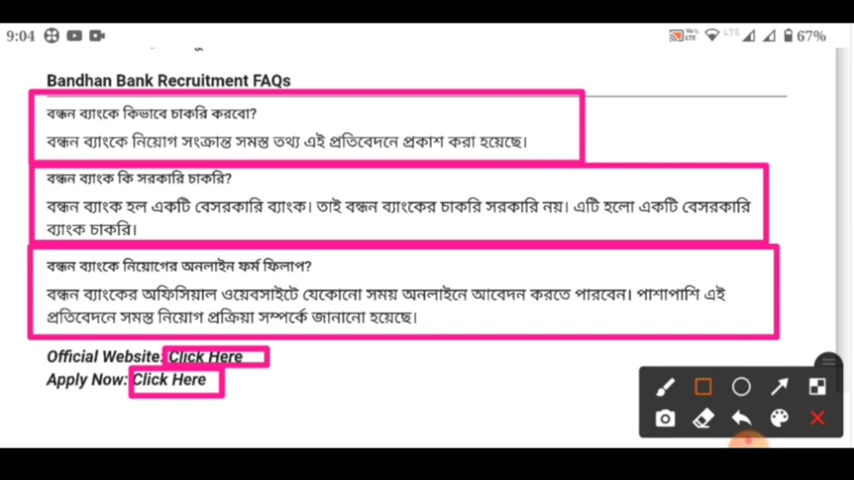 9:04
LTE
67%
Bandhan Bank Recruitment FAQs
বন্ধন ব্যাংকে কিভাবে চাকরি করবো?
বন্ধন ব্যাংকে নিয়োগ সংক্রান্ত সমস্ত তথ্য এই প্রতিবেদনে প্রকাশ করা হয়েছে।
বন্ধন ব্যাংক কি সরকারি চাকরি?
বন্ধন ব্যাংক হল একটি বেসরকারি ব্যাংক। তাই বন্ধন ব্যাংকের চাকরি সরকারি নয়। এটি হলো একটি বেসরকারি
ব্যাংক চাকরি।
বন্ধন ব্যাংকে নিয়োগের অনলাইন ফর্ম ফিলাপ?
বন্ধন ব্যাংকের অফিসিয়াল ওয়েবসাইটে যেকোনো সময় অনলাইনে আবেদন করতে পারবেন। পাশাপাশি এই
প্রতিবেদনে সমস্ত নিয়োগ প্রক্রিয়া সম্পর্কে জানানো হয়েছে।
Official Website: Click Here
Apply Now: Click Here